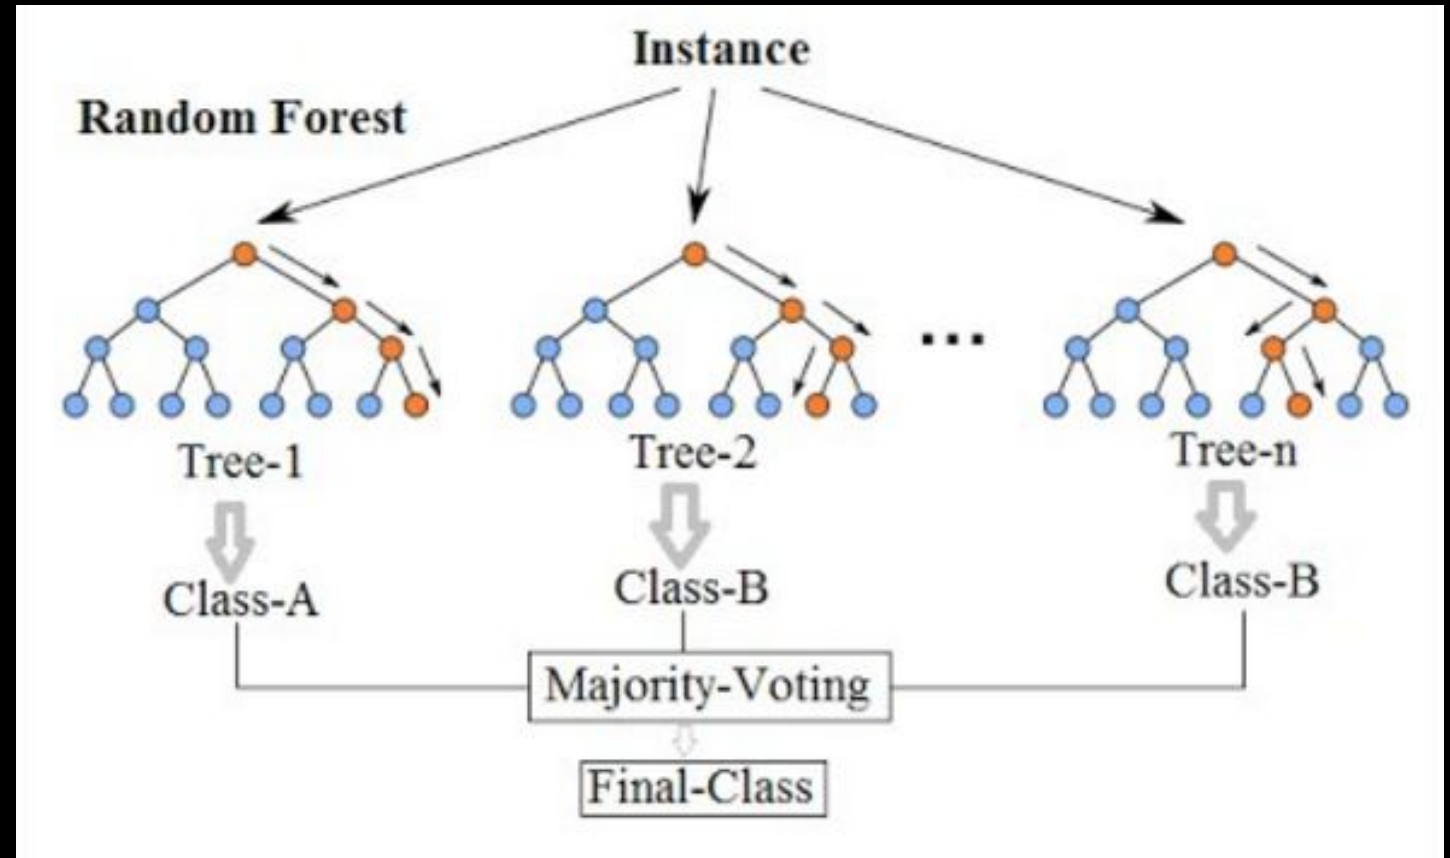 Instance
Random Forest
...
Tree-1
Tree-2
Tree-n
Class-A
Class-B
Class-B
Majority-Voting
Final-Class